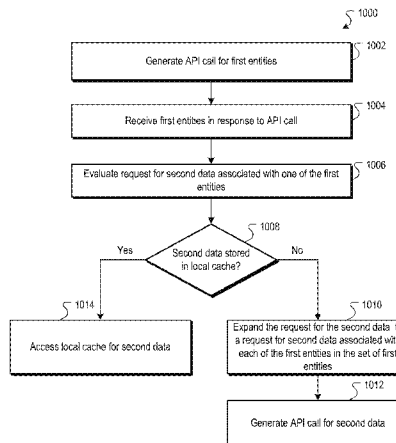 1000
1002
Generate API call for first entities
1004
Receive first entities in response to API call
1006
Evaluate request for second data associated with one of the first
entities
1008
Yes
Second data stored
in local cache?
No
1014
Access local cache for second data
1010
Expand the request for the second data
a request for second data associated
each of the first entities in the set of first
entities
1012
Generate API call for second data